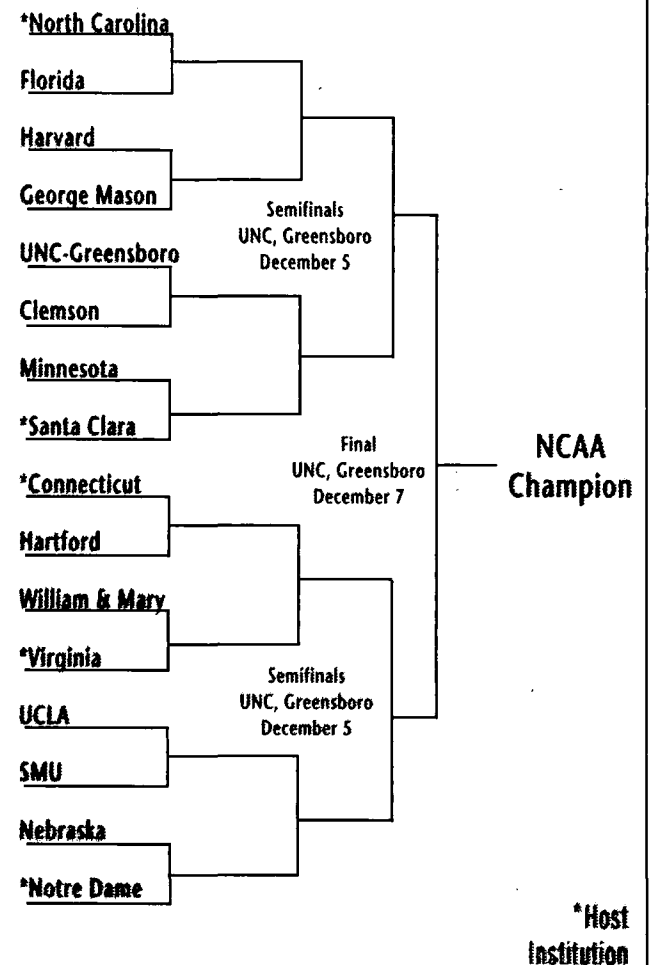 *North Carolina
Florida
Harvard
George Mason
Semifinals
UNC, Greensboro
December 5
UNC-Greensboro
Clemson
Minnesota
*Santa Clara
Final
UNC, Greensboro
December 7
NCAA
Champion
*Connecticut
Hartford
William & Mary
*Virginia
Semifinals
UNC, Greensboro
December 5
UCLA
SMU
Nebraska
*Notre Dame
*Host
Institution